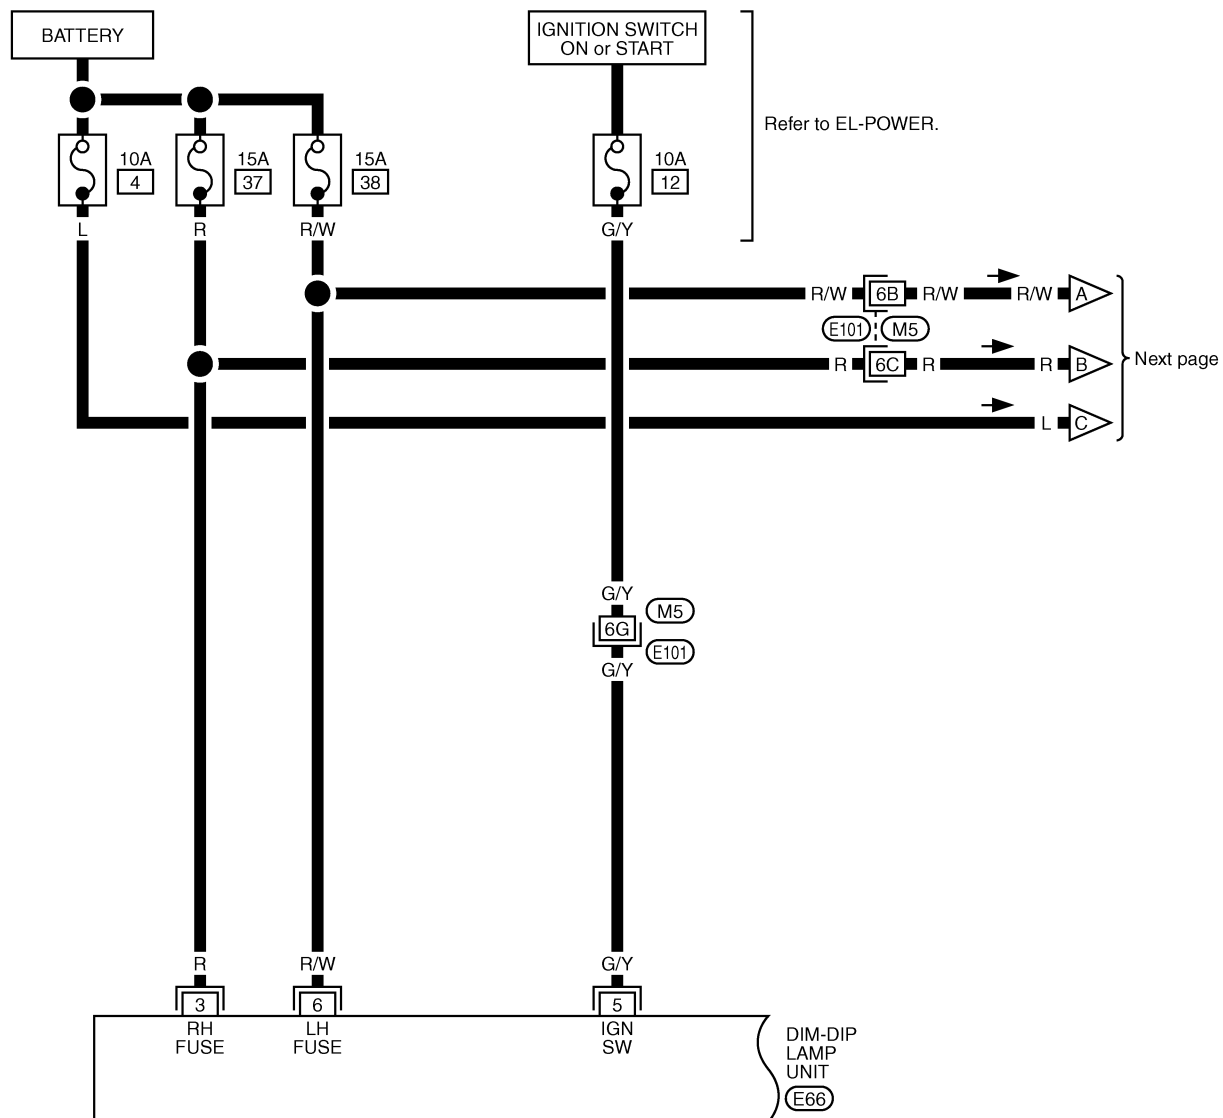 BATTERY
IGNITION SWITCH
ON or START
Refer to EL-POWER.
10A
4
15A
37
15A
38
10A
12
L
R
R/W
G/Y
R/W
6B
R/W
R/W
A
E101
M5
R
6C
R
R
B
Next page
L
C
G/Y
M5
6G
E101
G/Y
R
R/W
G/Y
3
6
5
RH
FUSE
LH
FUSE
IGN
SW
DIM-DIP
LAMP
UNIT
E66